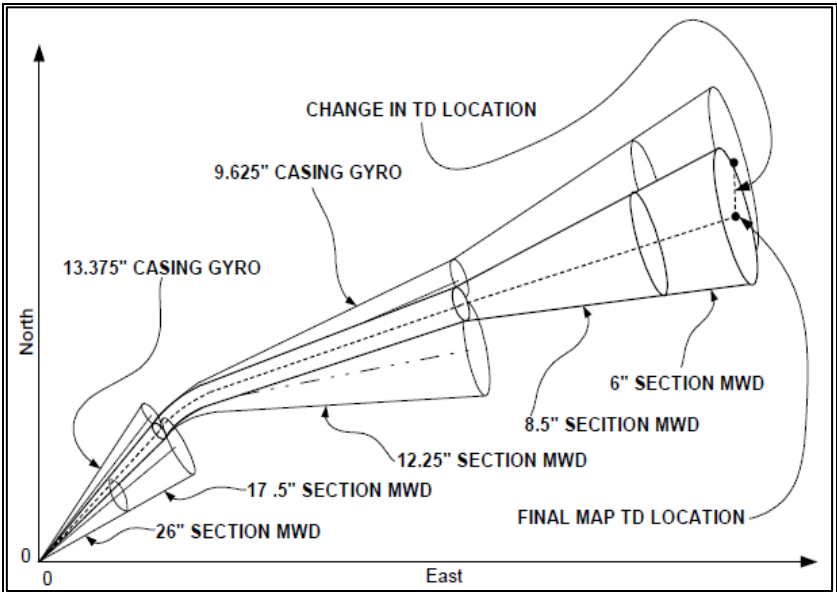 CHANGE IN TD LOCATION
9.625" CASING GYRO
13.375" CASING GYRO
North
6" SECTION MWD
8.5" SECITION MWD
12.25" SECTION MWD
17 .5" SECTION MWD
FINAL MAP TD LOCATION
26" SECTION MWD
0
0
East